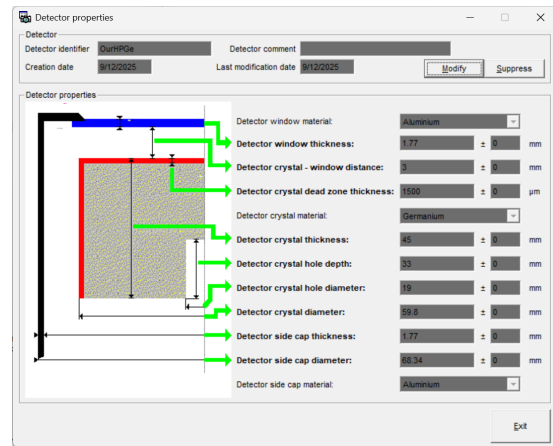 Detector properties
Detector
Detector identifier OurHPGe Detector comment
Creation date 9/12/2025 Last modification date 9/12/2025 Modify Suppress
Detector properties
Detector window material: Aluminium
Detector window thickness: 1.77 ± 0 mm
Detector crystal - window distance: 3 ± 0 mm
Detector crystal dead zone thickness: 1500 ± 0 µm
Detector crystal material: Germanium
Detector crystal thickness: 45 ± 0 mm
Detector crystal hole depth: 33 ± 0 mm
Detector crystal hole diameter: 19 ± 0 mm
Detector crystal diameter: 59.8 ± 0 mm
Detector side cap thickness: 1.77 ± 0 mm
Detector side cap diameter: 68.34 ± 0 mm
Detector side cap material: Aluminium
Exit